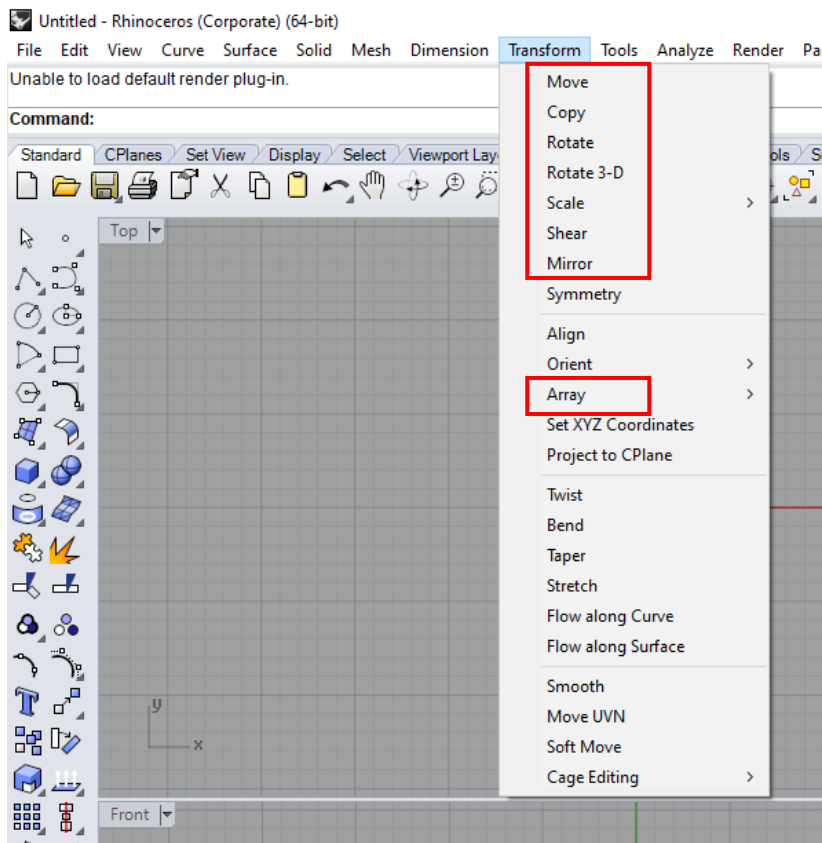 Untitled - Rhinoceros (Corporate) (64-bit)
File Edit View Curve Surface Solid Mesh Dimension Transform Tools Analyze Render
Unable to load default render plug-in.
Command:
Standard CPlanes Set View Display Select Viewport Lay
Move
Copy
Rotate
Rotate 3-D
Scale
Shear
Mirror
Symmetry
Align
Orient
Array
Set XYZ Coordinates
Project to CPlane
Twist
Bend
Taper
Stretch
Flow along Curve
Flow along Surface
Smooth
Move UVN
Soft Move
Cage Editing
Top
y
x
Front